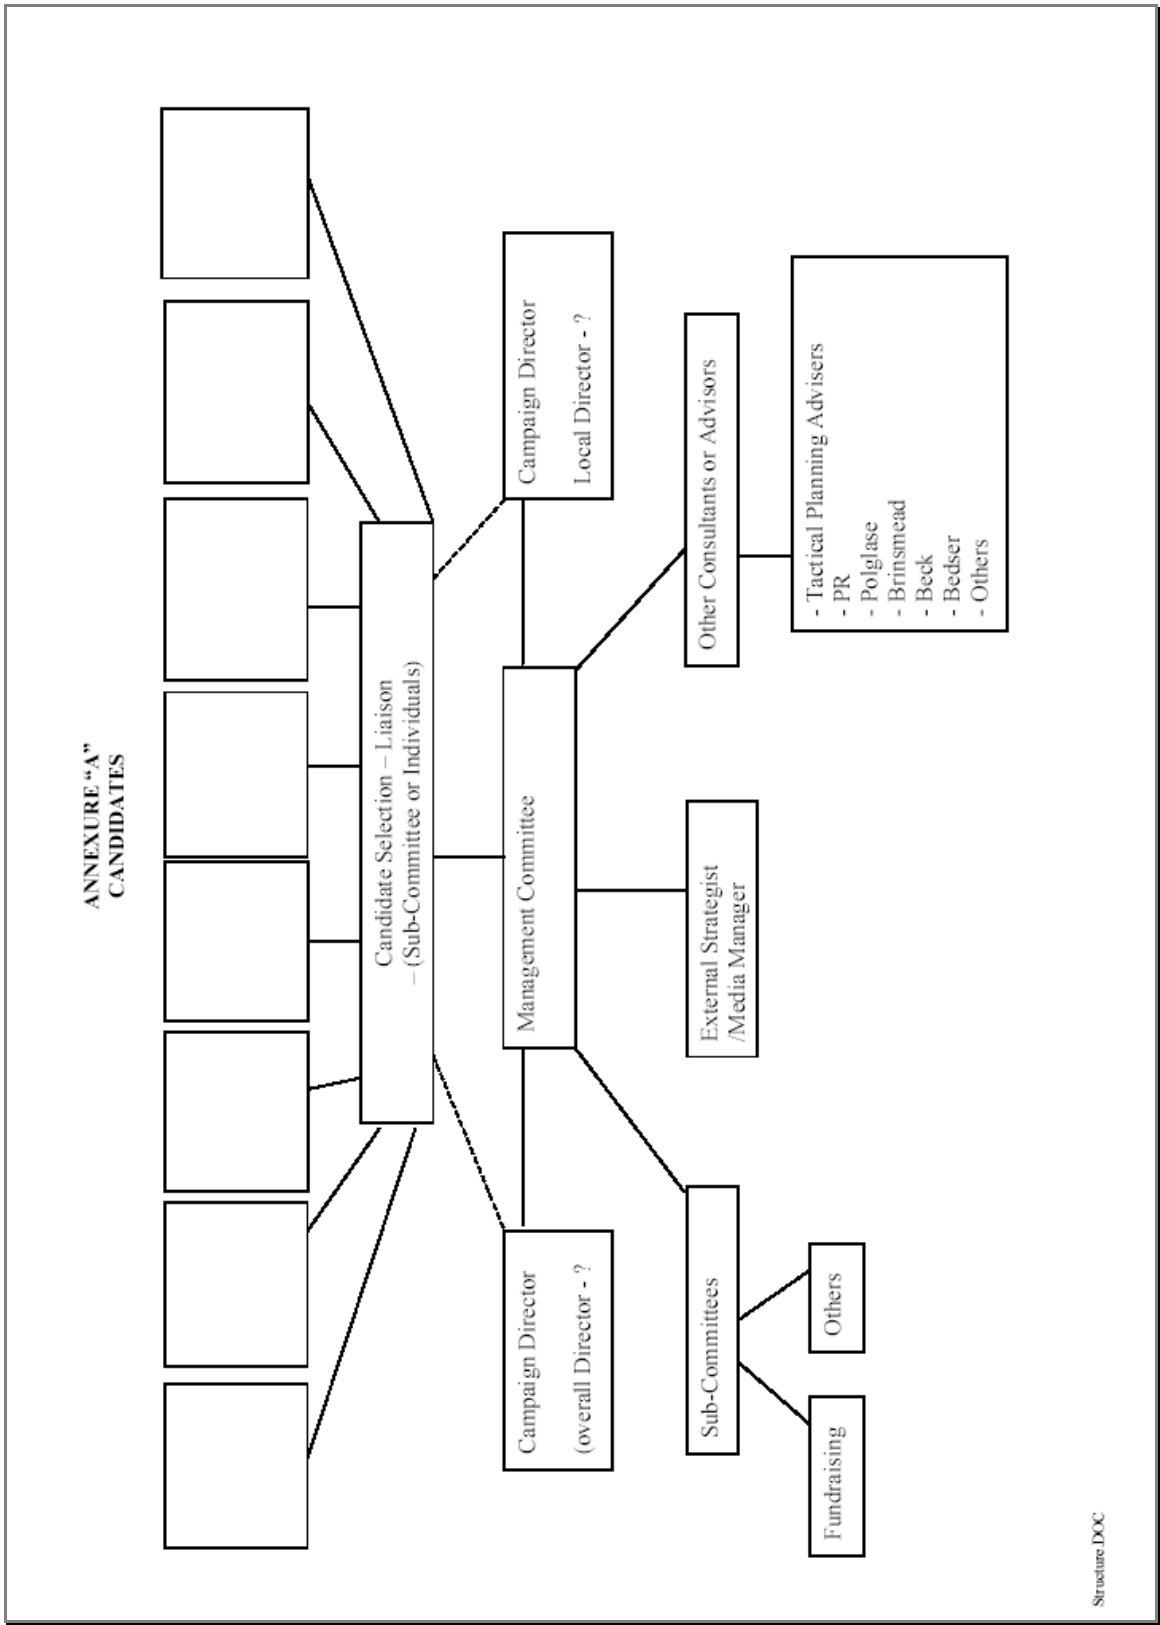 ANNEXURE “A”
CANDIDATES
Candidate Selection – Liaison
– (Sub-Committee or Individuals)
Campaign Director
(overall Director - ?
Management Committee
Campaign Director
Local Director - ?
Sub-Committees
External Strategist
/Media Manager
Other Consultants or Advisors
Fundraising
Others
- Tactical Planning Advisers
- PR
- Polglase
- Brinsmead
- Beck
- Bedser
- Others
Structure.DOC